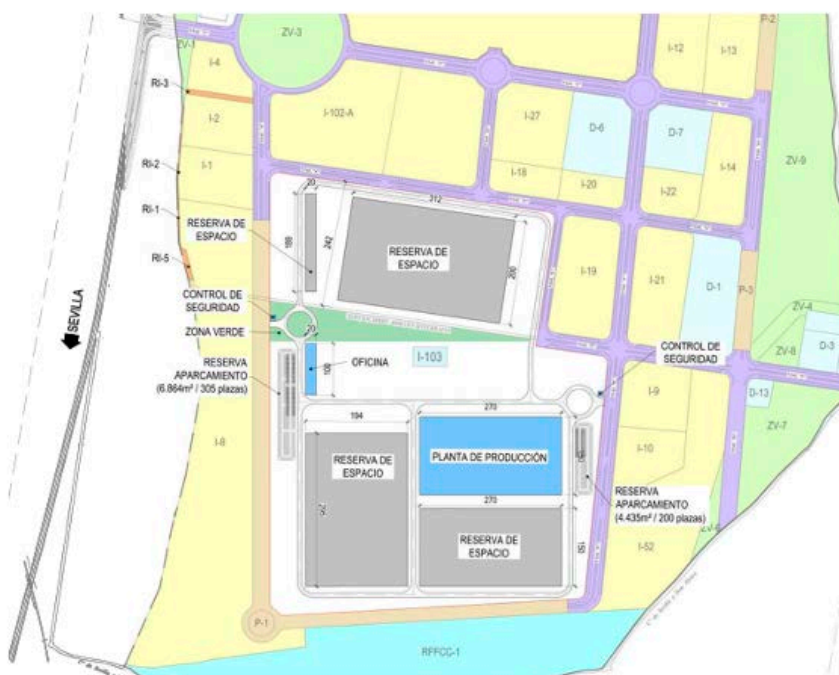 P-2
ZV-3
ZV-1
I-4
I-12
I-13
RI-3
I-2
I-102-A
I-27
D-6
D-7
ZV-9
I-1
I-14
RI-2
I-18
I-20
I-22
20
312
RI-1
RESERVA DE
ESPACIO
189
242
RESERVA DE
ESPACIO
200
I-19
I-21
D-1
P-3
RI-5
SEVILLA
CONTROL DE
SEGURIDAD
ZONA VERDE
20
ZV-4
D-3
ZV-8
CONTROL DE
SEGURIDAD
OFICINA
100
I-103
RESERVA
APARCAMIENTO
(6.864m² / 305 plazas)
I-9
D-13
ZV-7
194
270
I-8
I-10
RESERVA DE
ESPACIO
PLANTA DE PRODUCCIÓN
270
RESERVA
APARCAMIENTO
(4.435m² / 200 plazas)
RESERVA DE
ESPACIO
150
I-52
P-1
RFFCC-1